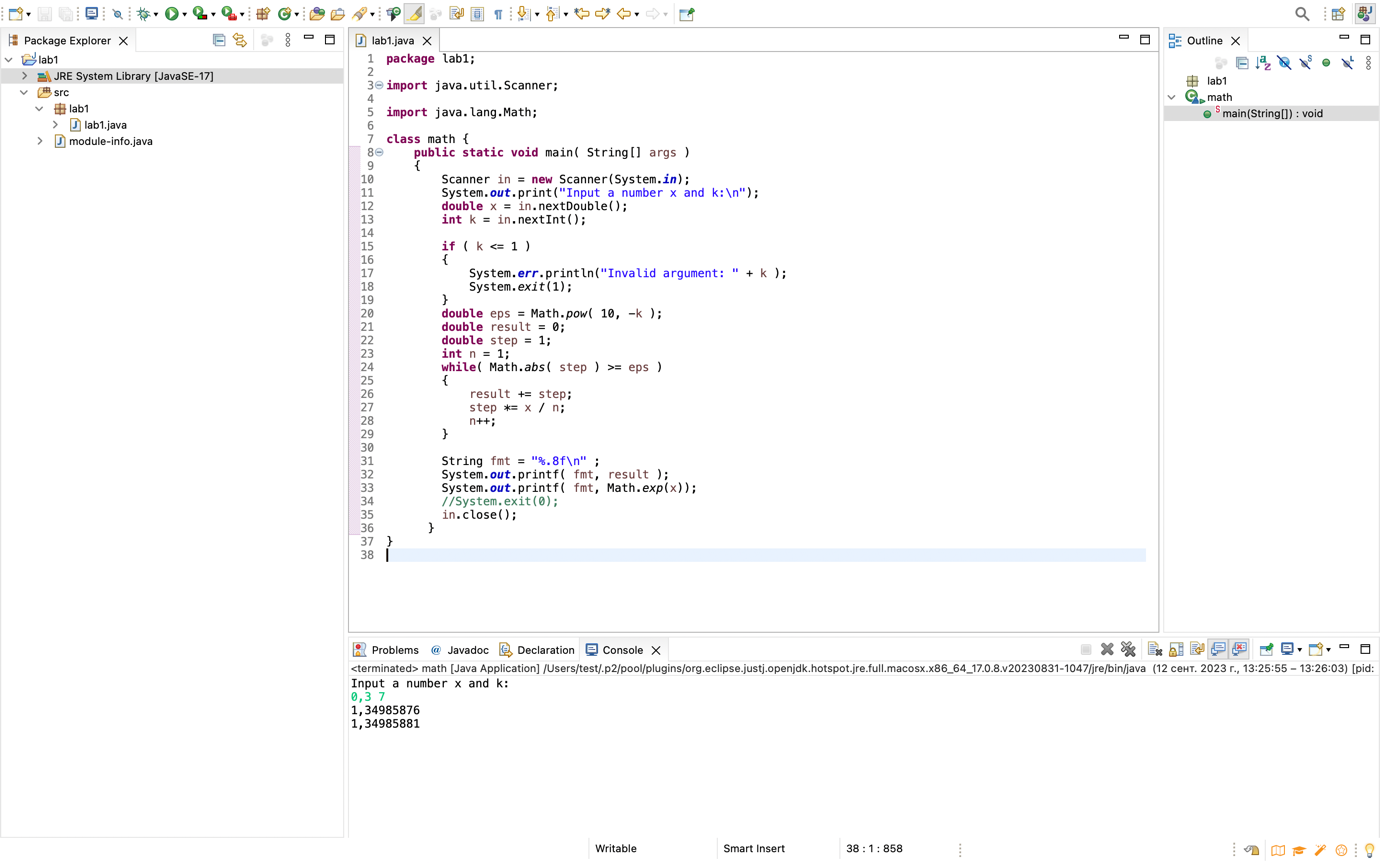 Package Explorer
lab1
JRE System Library [JavaSE-17]
src
lab1
lab1.java
module-info.java
lab1.java
1 package lab1;
2
3 import java.util.Scanner;
4
5 import java.lang.Math;
6
7 class math {
8     public static void main( String[] args )
9     {
10         Scanner in = new Scanner(System.in);
11         System.out.print("Input a number x and k:\n");
12         double x = in.nextDouble();
13         int k = in.nextInt();
14
15         if ( k <= 1 )
16         {
17             System.err.println("Invalid argument: " + k );
18             System.exit(1);
19         }
20         double eps = Math.pow( 10, -k );
21         double result = 0;
22         double step = 1;
23         int n = 1;
24         while( Math.abs( step ) >= eps )
25         {
26             result += step;
27             step *= x / n;
28             n++;
29         }
30
31         String fmt = "%.8f\n" ;
32         System.out.printf( fmt, result );
33         System.out.printf( fmt, Math.exp(x));
34         //System.exit(0);
35         in.close();
36       }
37 }
38
Outline
lab1
math
main(String[]) : void
Problems @ Javadoc Declaration Console
<terminated> math [Java Application] /Users/test/.p2/pool/plugins/org.eclipse.justj.openjdk.hotspot.jre.full.macosx.x86_64_17.0.8.v20230831-1047/jre/bin/java (12 сент. 2023 г., 13:25:55 – 13:26:03) [pid:
Input a number x and k:
0,3 7
1,34985876
1,34985881
Writable Smart Insert 38 : 1 : 858